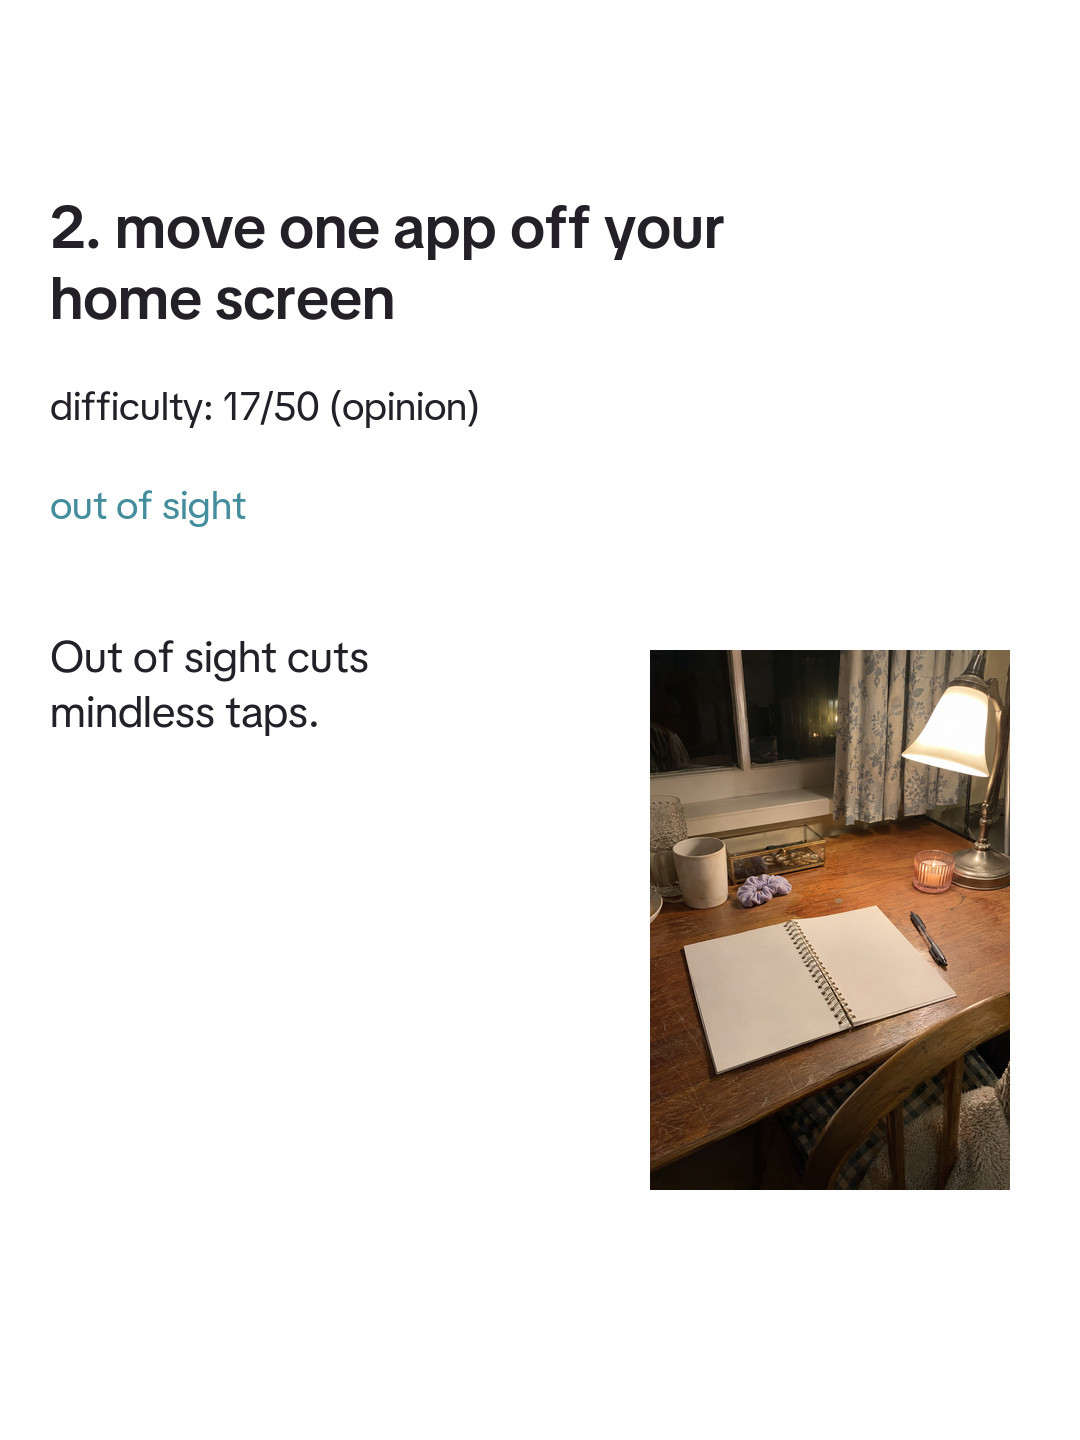 2. move one app off your
home screen
difficulty: 17/50 (opinion)
out of sight
Out of sight cuts
mindless taps.